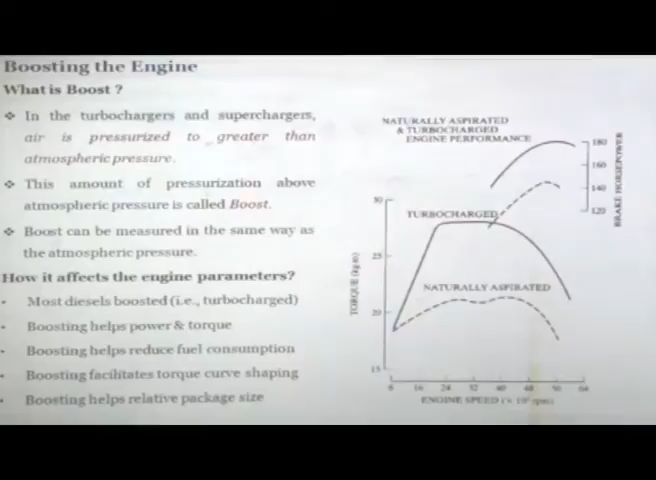 Boosting the Engine
What is Boost ?
❖ In the turbochargers and superchargers,
air is pressurized to greater than
atmospheric pressure.
❖ This amount of pressurization above
atmospheric pressure is called Boost.
❖ Boost can be measured in the same way as
the atmospheric pressure.
How it affects the engine parameters?
• Most diesels boosted (i.e., turbocharged)
• Boosting helps power & torque
• Boosting helps reduce fuel consumption
• Boosting facilitates torque curve shaping
• Boosting helps relative package size
NATURALLY ASPIRATED
& TURBOCHARGED
ENGINE PERFORMANCE
180
160
140
120
BRAKE HORSEPOWER
30
25
20
15
TORQUE (kg-m)
TURBOCHARGED
NATURALLY ASPIRATED
16 24 32 40 48 56 64
ENGINE SPEED (× 10² rpm)